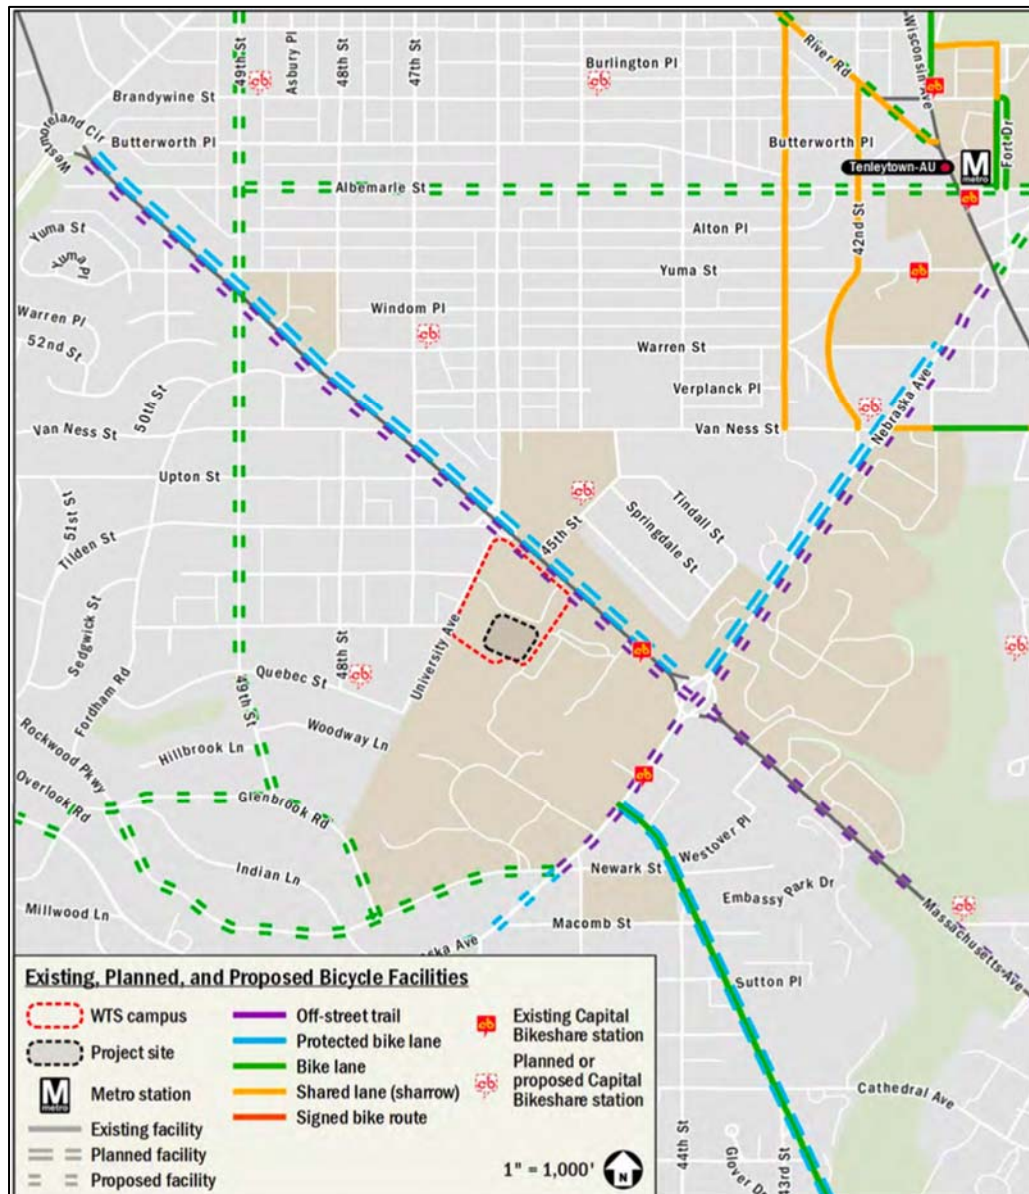 49th St
Asbury Pl
48th St
47th St
Burlington Pl
River Rd
Wisconsin Ave
Brandywine St
Westmoreland Cir
Butterworth Pl
Butterworth Pl
Fort Dr
Tenleytown-AU
M
metro
Albemarle St
42nd St
Yuma St
Alton Pl
Yuma Pl
Yuma St
Warren Pl
Windom Pl
52nd St
Warren St
50th St
Verplanck Pl
Nebraska Ave
Van Ness St
Van Ness St
Upton St
51st St
45th St
Tindall St
Springdale St
Tilden St
Sedgwick St
University Ave
48th St
Quebec St
Fordham Rd
49th St
Woodway Ln
Hillbrook Ln
Rockwood Pkwy
Overlook Rd
Glenbrook Rd
Westover Pl
Indian Ln
Newark St
Embassy Park Dr
Millwood Ln
Macomb St
Massachusetts Ave
ska Ave
Sutton Pl
Cathedral Ave
44th St
Glover Dr
43rd St
Existing, Planned, and Proposed Bicycle Facilities
WTS campus
Project site
M
metro
Metro station
Existing facility
Planned facility
Proposed facility
Off-street trail
Protected bike lane
Bike lane
Shared lane (sharrow)
Signed bike route
cb
Existing Capital
Bikeshare station
cb
Planned or
proposed Capital
Bikeshare station
1" = 1,000'
N